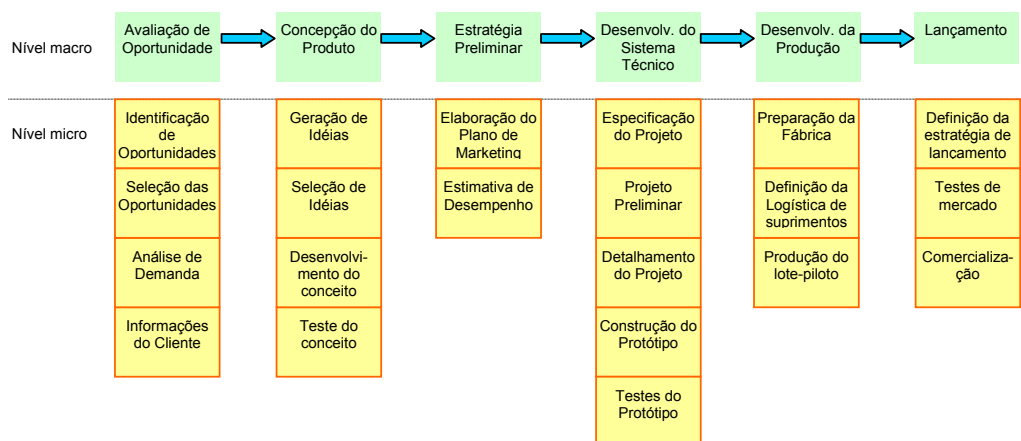 Nível macro
Avaliação de
Oportunidade
Concepção do
Produto
Estratégia
Preliminar
Desenvolv. do
Sistema
Técnico
Desenvolv. da
Produção
Lançamento
Nível micro
Identificação
de
Oportunidades
Seleção das
Oportunidades
Análise de
Demanda
Informações
do Cliente
Geração de
Idéias
Seleção de
Idéias
Desenvolvi-
mento do
conceito
Teste do
conceito
Elaboração do
Plano de
Marketing
Estimativa de
Desempenho
Especificação
do Projeto
Projeto
Preliminar
Detalhamento
do Projeto
Construção do
Protótipo
Testes do
Protótipo
Preparação da
Fábrica
Definição da
Logística de
suprimentos
Produção do
lote-piloto
Definição da
estratégia de
lançamento
Testes de
mercado
Comercializa-
ção